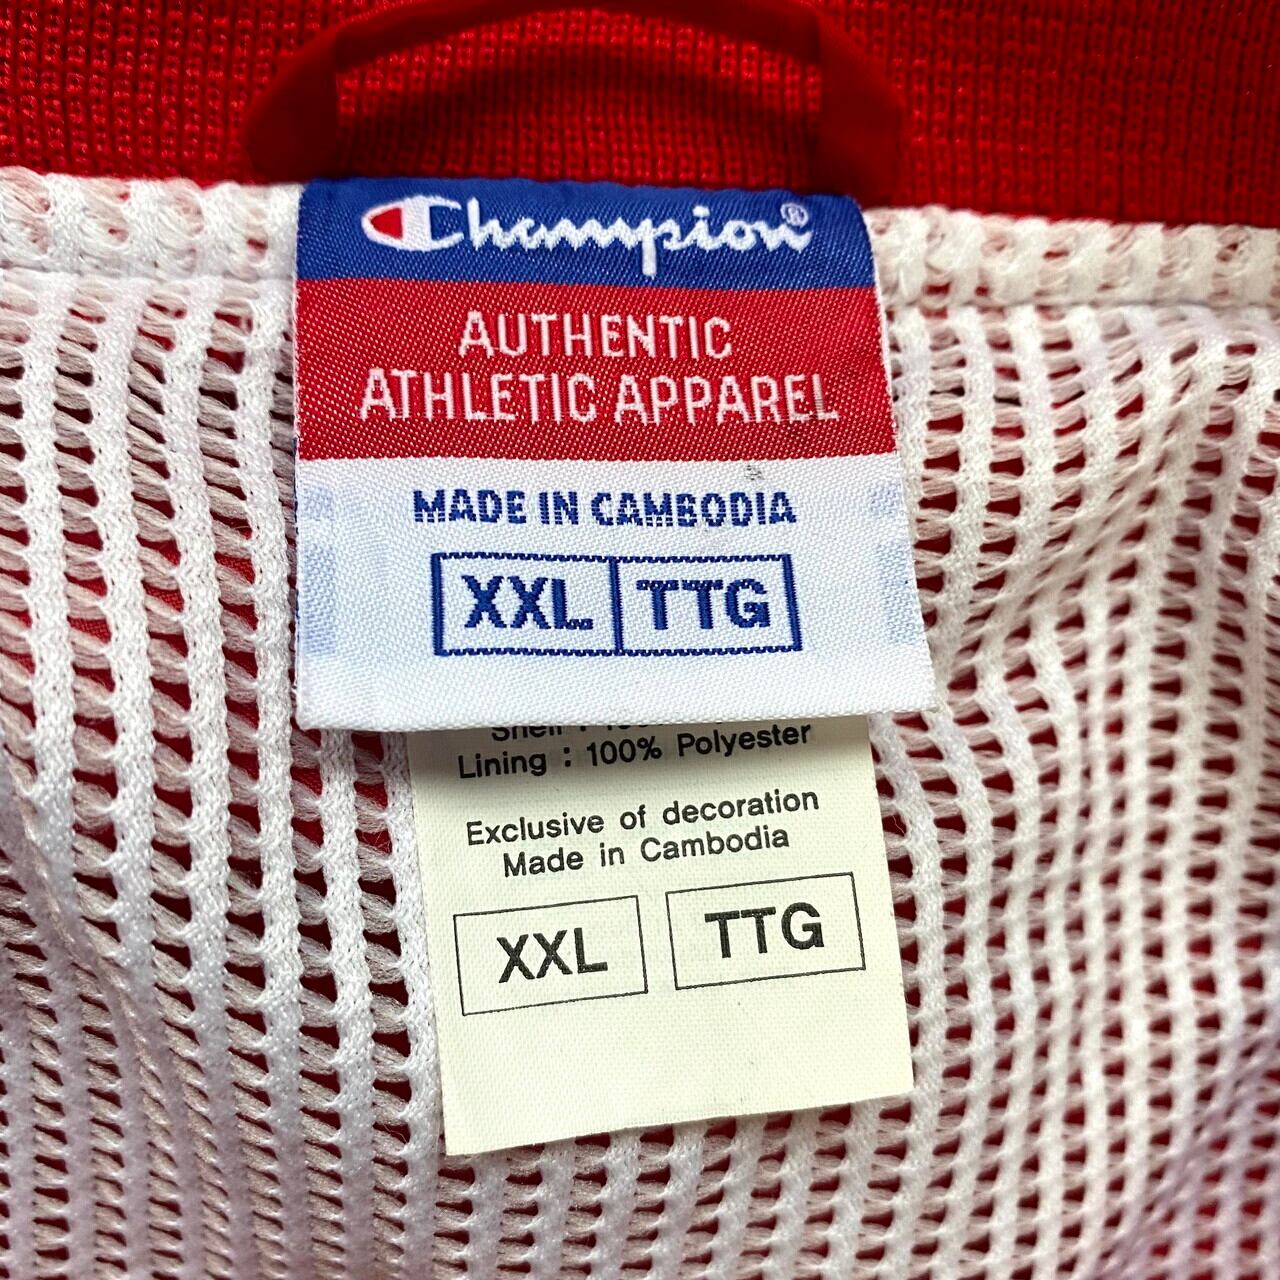 Champion®
AUTHENTIC
ATHLETIC APPAREL
MADE IN CAMBODIA
XXL TTG
Shell :
Lining : 100% Polyester
Exclusive of decoration
Made in Cambodia
XXL TTG